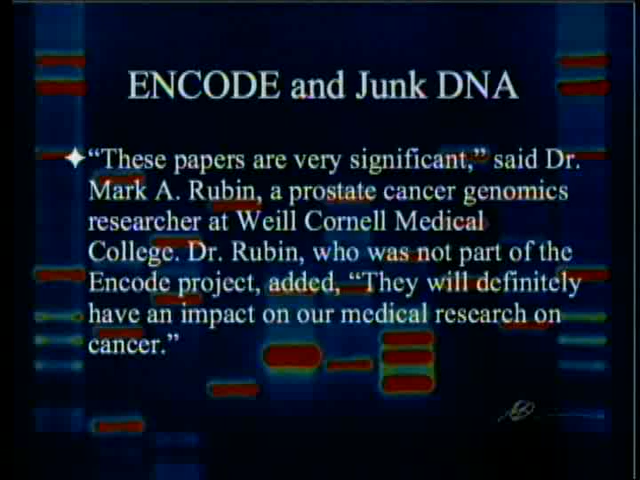 ENCODE and Junk DNA
“These papers are very significant,” said Dr.
Mark A. Rubin, a prostate cancer genomics
researcher at Weill Cornell Medical
College. Dr. Rubin, who was not part of the
Encode project, added, “They will definitely
have an impact on our medical research on
cancer.”